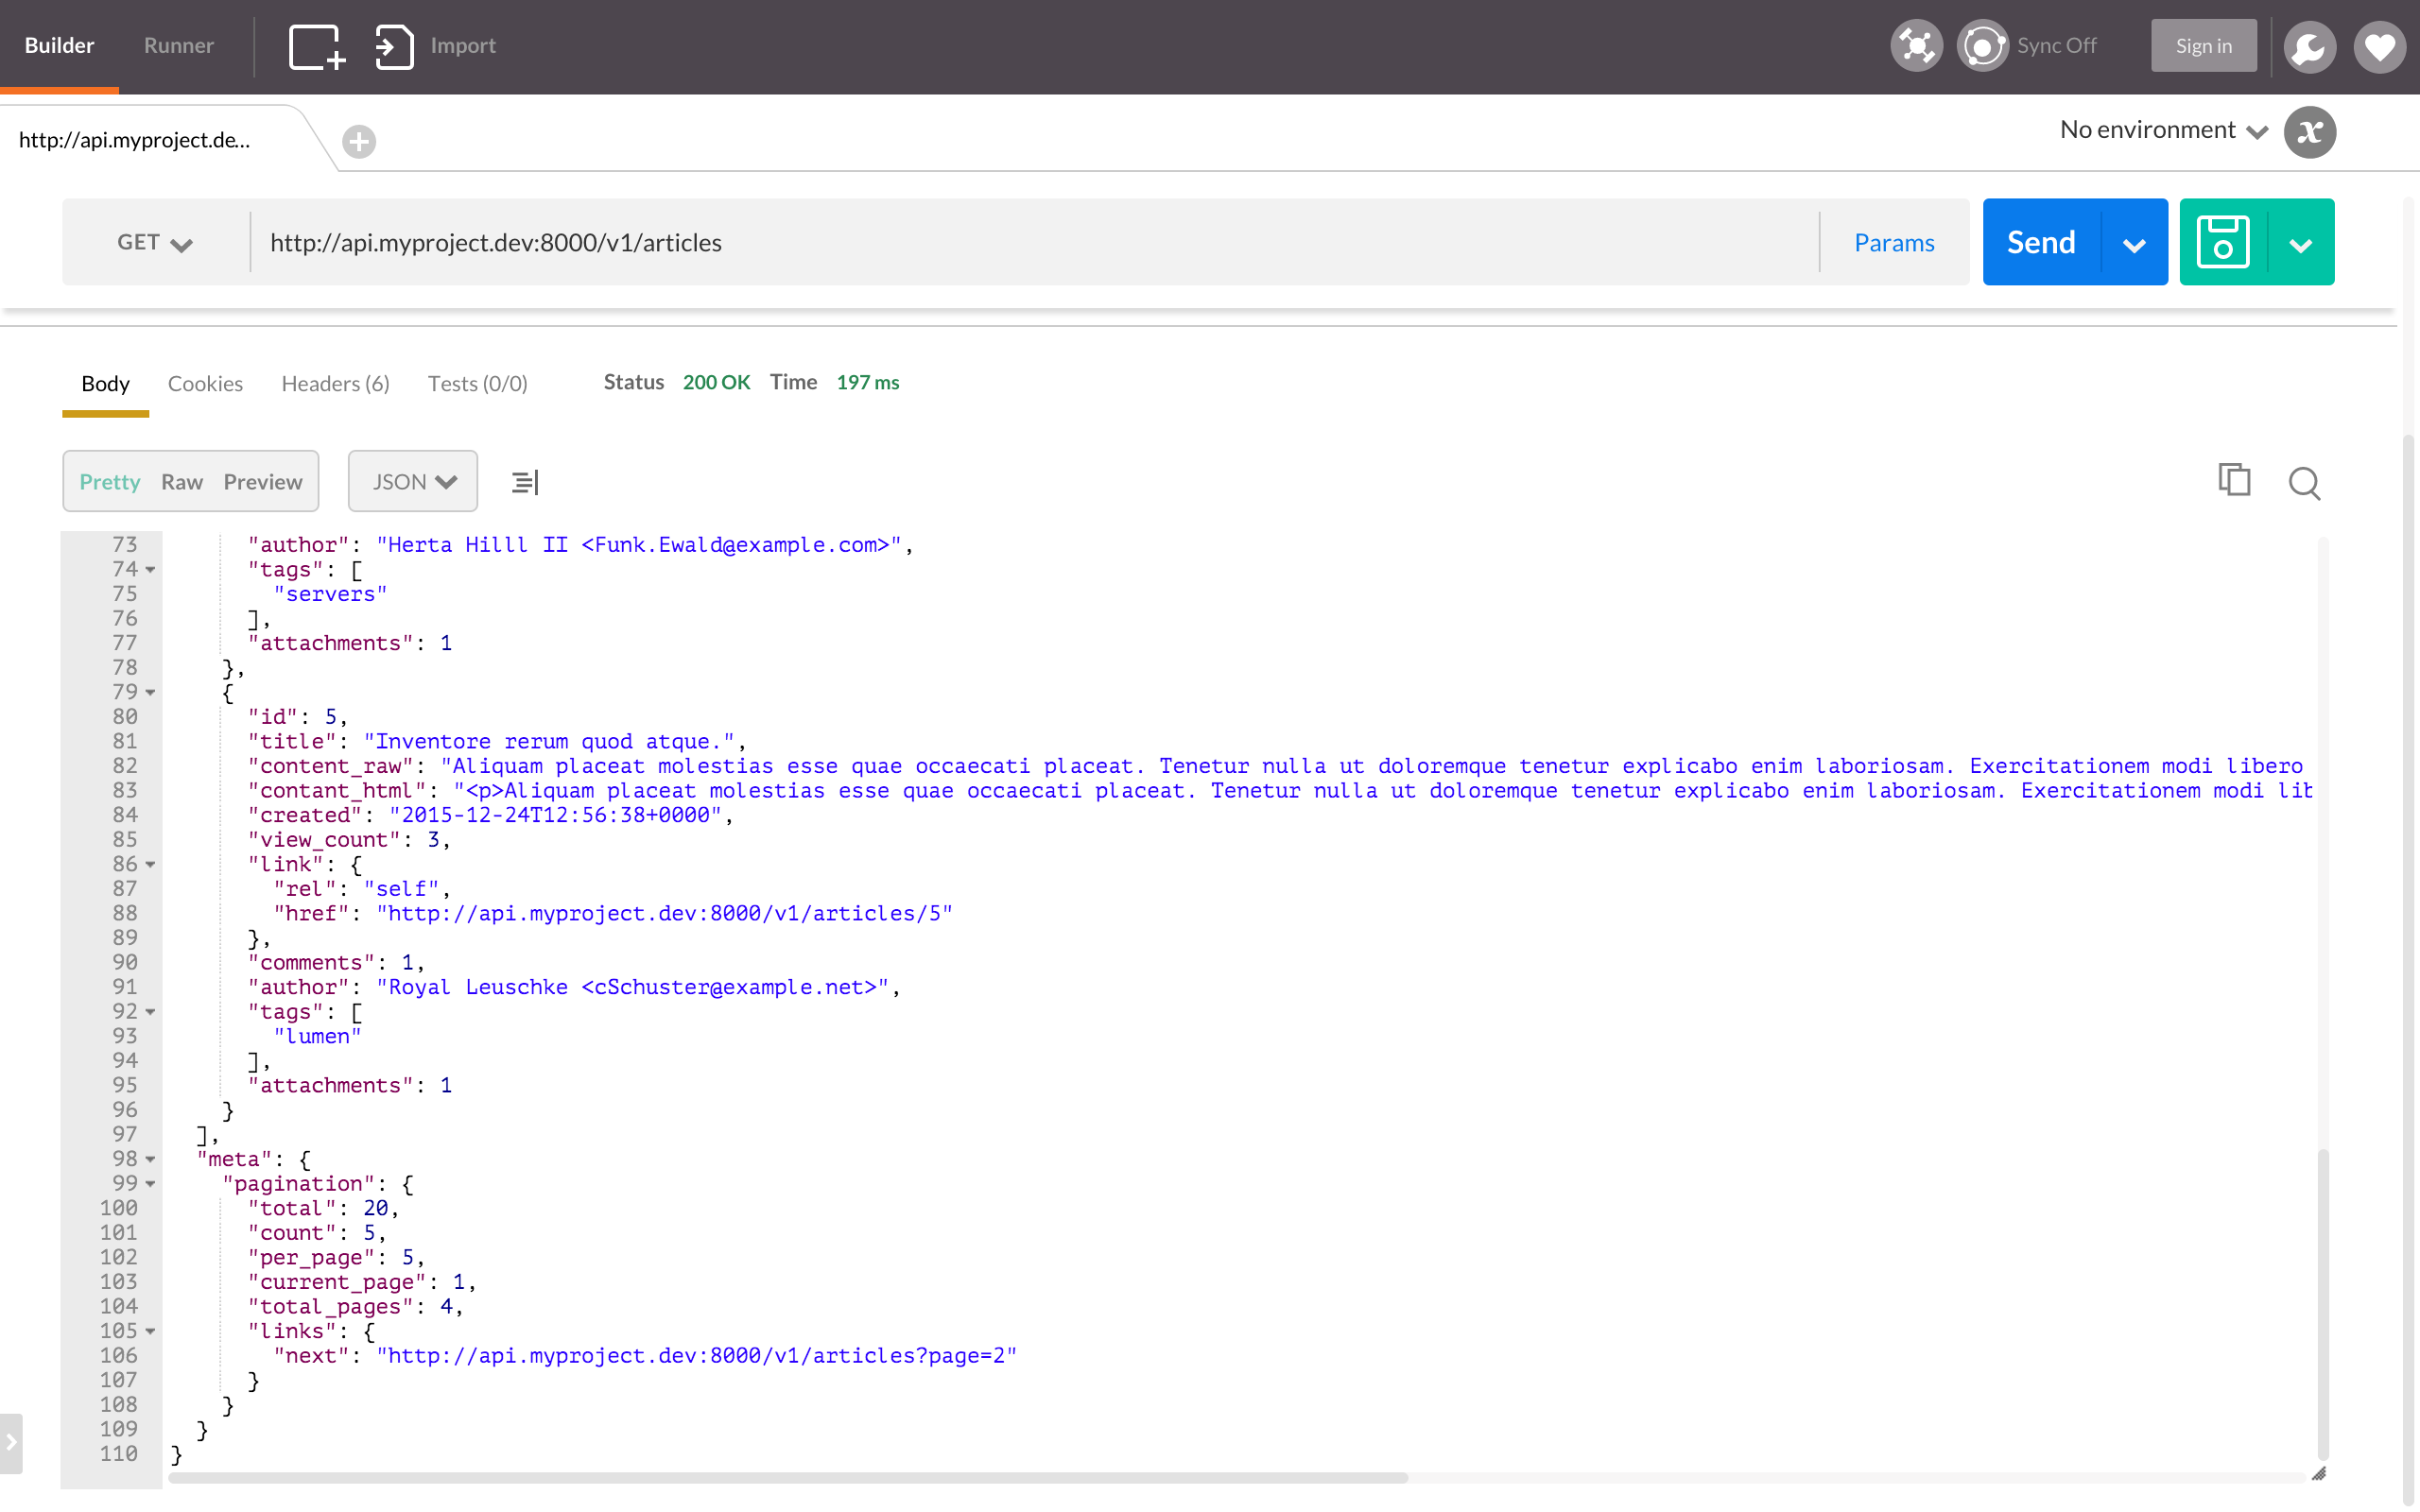 Builder Runner Import Sync Off Sign in
http://api.myproject.de... No environment
GET http://api.myproject.dev:8000/v1/articles Params Send
Body Cookies Headers (6) Tests (0/0) Status 200 OK Time 197 ms
Pretty Raw Preview JSON
73 "author": "Herta Hilll II <Funk.Ewald@example.com>",
74 "tags": [
75 "servers"
76 ],
77 "attachments": 1
78 },
79 {
80 "id": 5,
81 "title": "Inventore rerum quod atque.",
82 "content_raw": "Aliquam placeat molestias esse quae occaecati placeat. Tenetur nulla ut doloremque tenetur explicabo enim laboriosam. Exercitationem modi libero
83 "contant_html": "<p>Aliquam placeat molestias esse quae occaecati placeat. Tenetur nulla ut doloremque tenetur explicabo enim laboriosam. Exercitationem modi lib
84 "created": "2015-12-24T12:56:38+0000",
85 "view_count": 3,
86 "link": {
87 "rel": "self",
88 "href": "http://api.myproject.dev:8000/v1/articles/5"
89 },
90 "comments": 1,
91 "author": "Royal Leuschke <cSchuster@example.net>",
92 "tags": [
93 "lumen"
94 ],
95 "attachments": 1
96 }
97 ],
98 "meta": {
99 "pagination": {
100 "total": 20,
101 "count": 5,
102 "per_page": 5,
103 "current_page": 1,
104 "total_pages": 4,
105 "links": {
106 "next": "http://api.myproject.dev:8000/v1/articles?page=2"
107 }
108 }
109 }
110 }